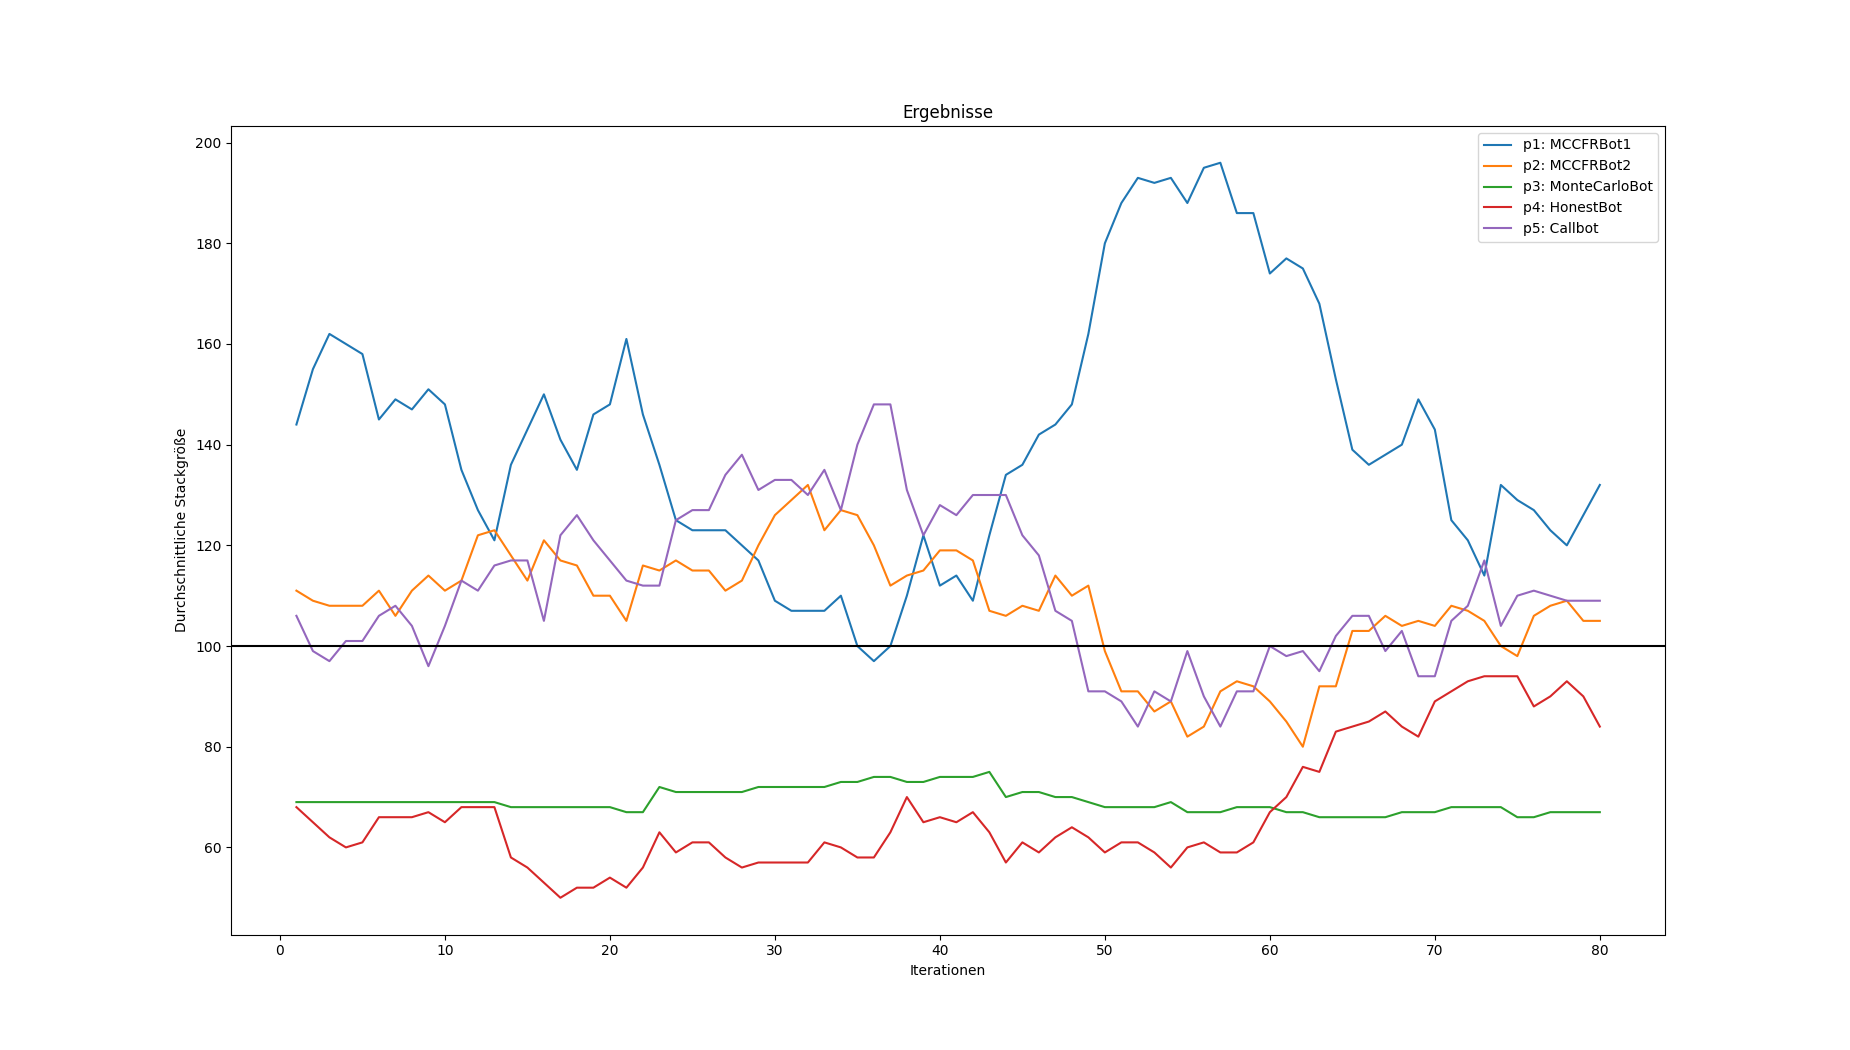 Ergebnisse
p1: MCCFRBot1
p2: MCCFRBot2
p3: MonteCarloBot
p4: HonestBot
p5: Callbot
Durchschnittliche Stackgröße
200
180
160
140
120
100
80
60
0 10 20 30 40 50 60 70 80
Iterationen